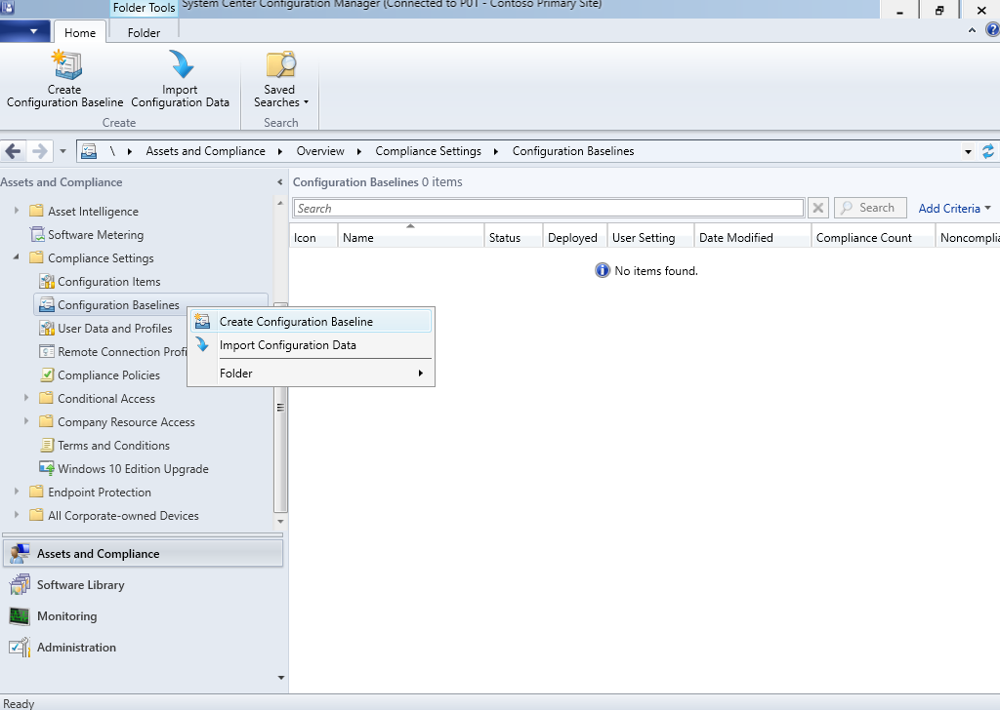 Folder Tools
System Center Configuration Manager (Connected to P01 - Contoso Primary Site)
Home
Folder
Create
Configuration Baseline
Import
Configuration Data
Saved
Searches
Create
Search
\ Assets and Compliance Overview Compliance Settings Configuration Baselines
Assets and Compliance
Asset Intelligence
Software Metering
Compliance Settings
Configuration Items
Configuration Baselines
User Data and Profiles
Remote Connection Profi
Compliance Policies
Conditional Access
Company Resource Access
Terms and Conditions
Windows 10 Edition Upgrade
Endpoint Protection
All Corporate-owned Devices
Assets and Compliance
Software Library
Monitoring
Administration
Configuration Baselines 0 items
Search
Search
Add Criteria
Icon Name Status Deployed User Setting Date Modified Compliance Count Noncomplia
No items found.
Create Configuration Baseline
Import Configuration Data
Folder
Ready